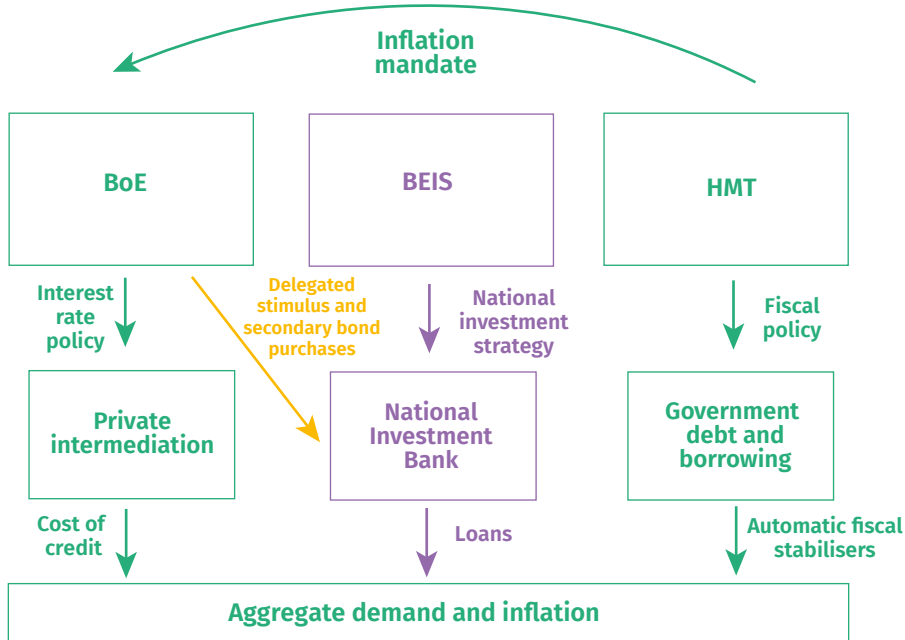 Inflation
mandate
BoE
BEIS
HMT
Interest
rate
policy
Delegated
stimulus and
secondary bond
purchases
National
investment
strategy
Fiscal
policy
Private
intermediation
National
Investment
Bank
Government
debt and
borrowing
Cost of
credit
Loans
Automatic fiscal
stabilisers
Aggregate demand and inflation